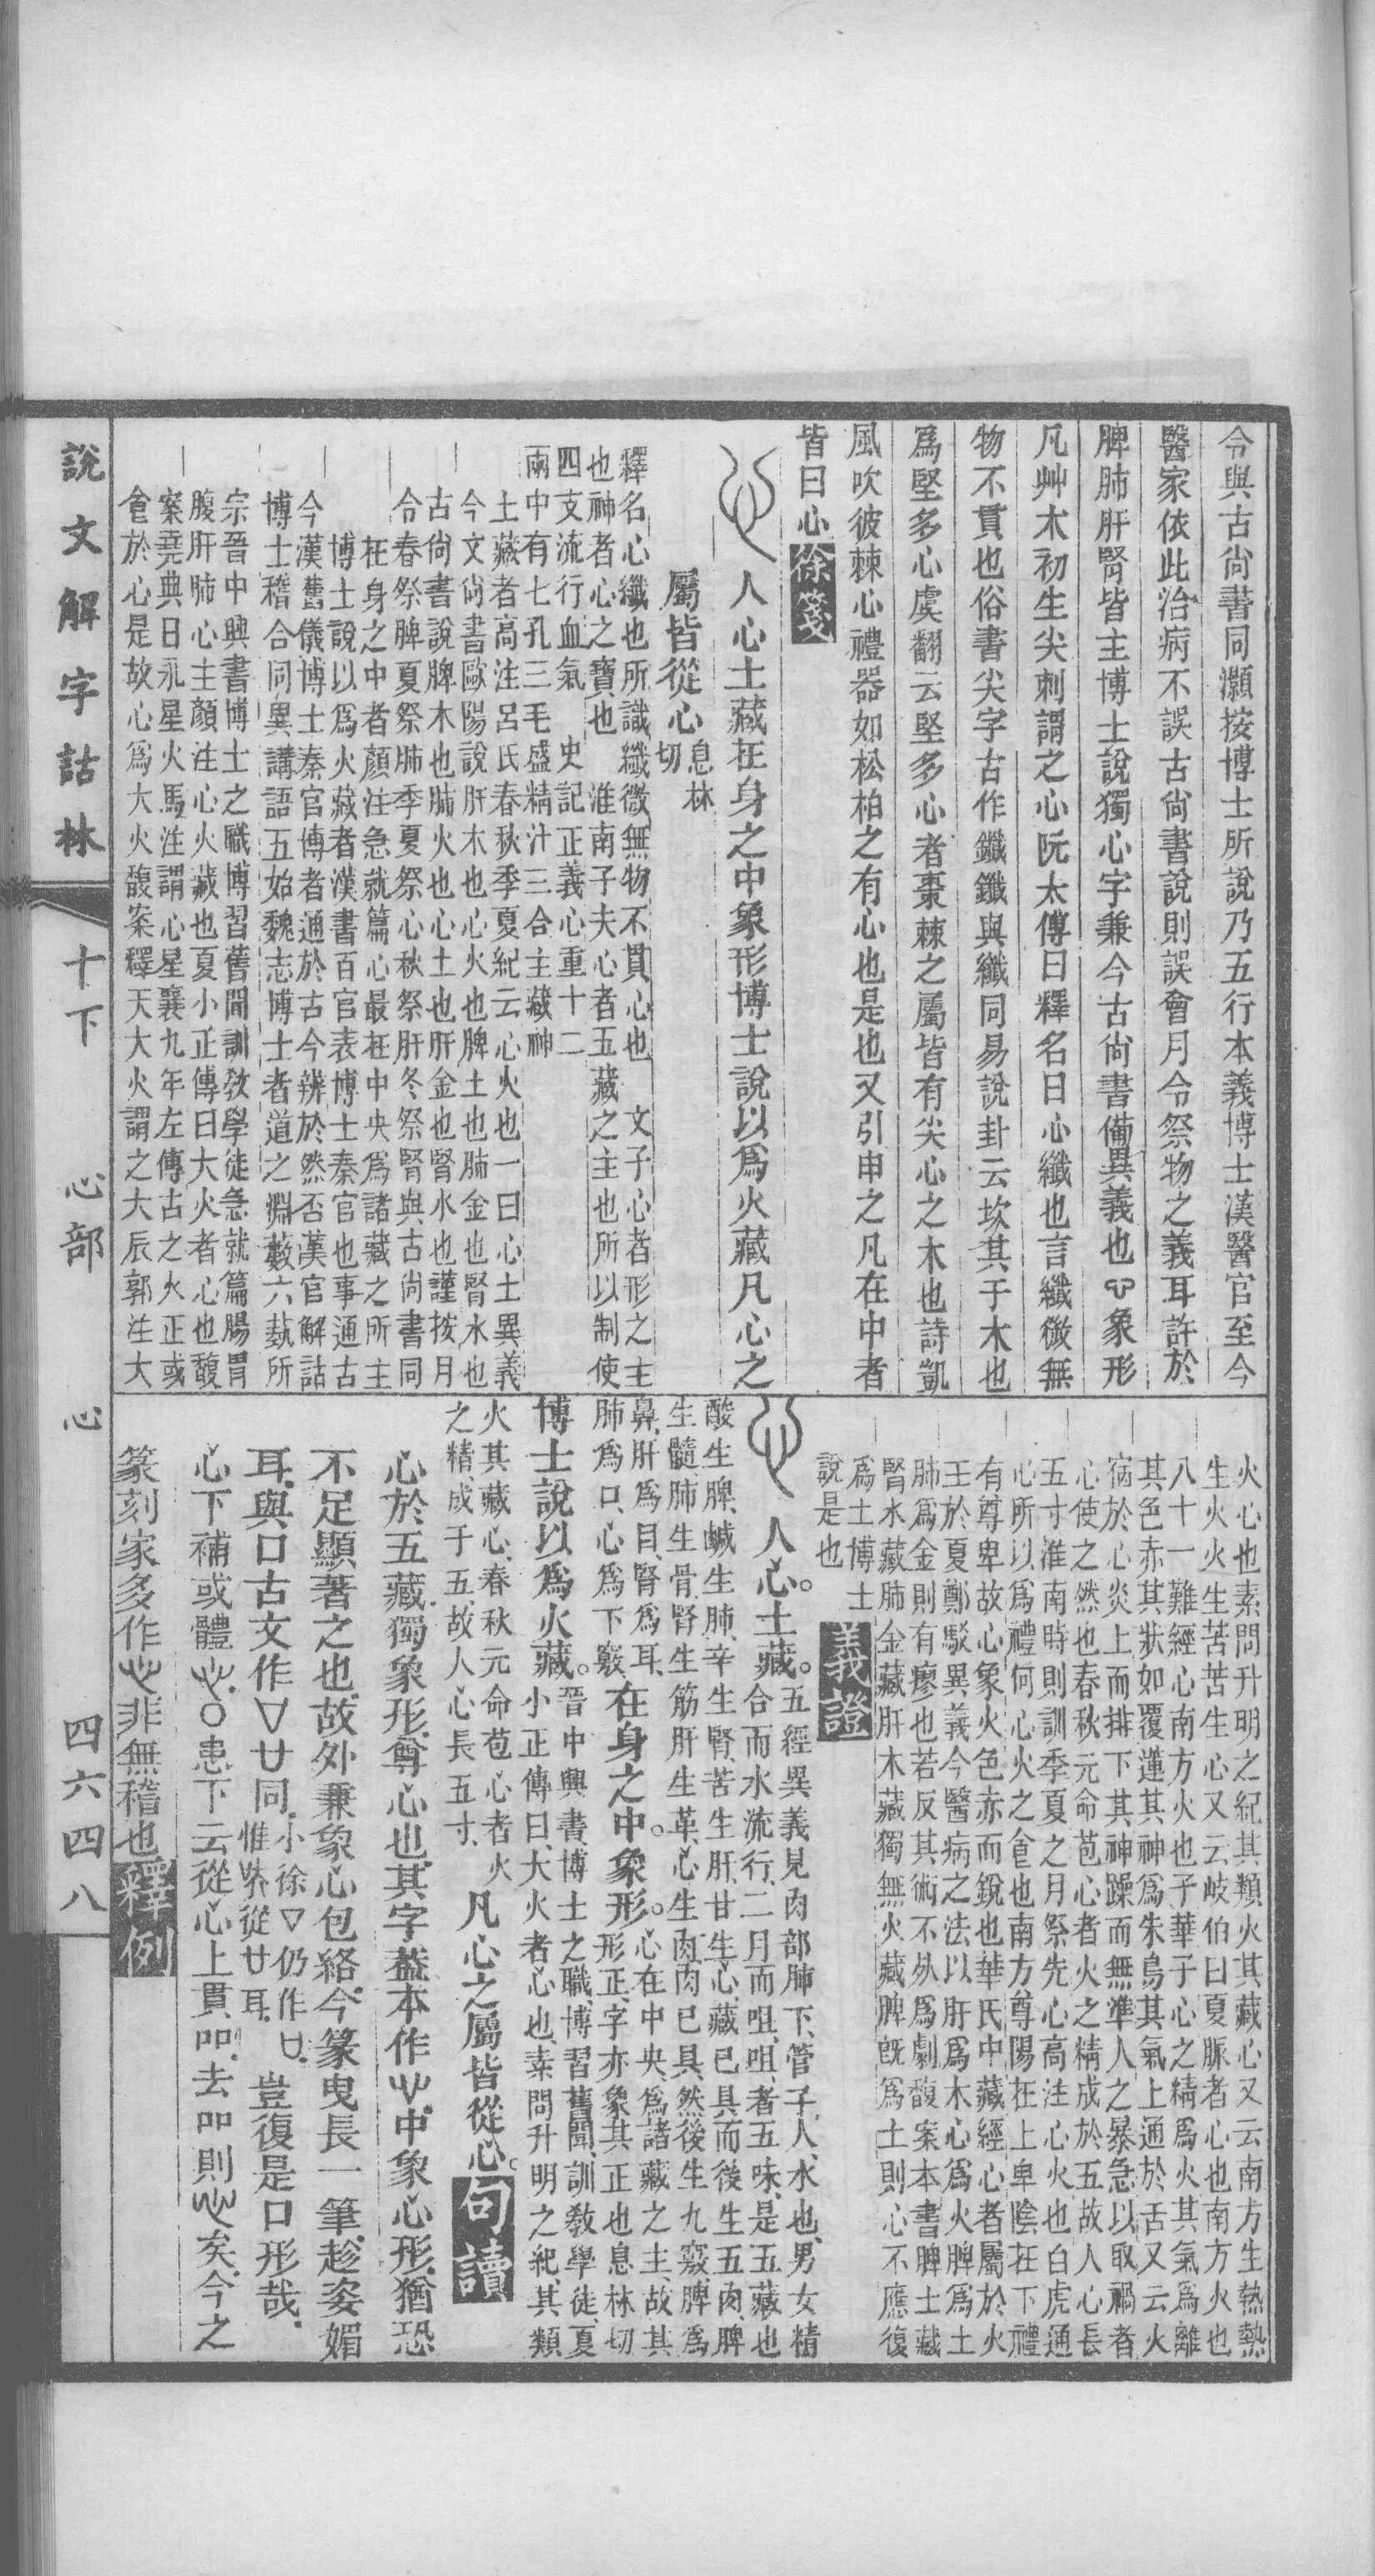 令與古尙書同灝按博士所說乃五行本義博士漢醫官至今
醫家依此治病不誤古尙書說則誤會月令祭物之義耳許於
脾肺肝腎皆主博士說獨心字兼今古尙書備異義也 象形
凡艸木初生尖刺謂之心阮太傅曰釋名曰心纖也言纖微無
物不貫也俗書尖字古作鑯鑯與纖同易說卦云坎其于木也
爲堅多心虞翻云堅多心者棗棘之屬皆有尖心之木也詩凱
風吹彼棘心禮器如松柏之有心也是也又引申之凡在中者
皆曰心徐箋
人心土藏在身之中象形博士說以爲火藏凡心之
屬皆從心息林切
釋名心纖也所識纖微無物不貫心也 文子心者形之主
也神者心之寶也 淮南子夫心者五藏之主也所以制使
四支流行血氣 史記正義心重十二
兩中有七孔三毛盛精汁三合主藏神
土藏者高注呂氏春秋季夏紀云心火也一曰心土異義
今文尙書歐陽說肝木也心火也脾土也肺金也腎水也
古尙書說脾木也肺火也心土也肝金也腎水也謹按月
令春祭脾夏祭肺季夏祭心秋祭肝冬祭腎與古尙書同
在身之中者顏注急就篇心最在中央爲諸藏之所主
博士說以爲火藏者漢書百官表博士秦官也事通古
今漢舊儀博士秦官博者通於古今辨於然否漢官解詁
博士稽合同異講語五始魏志博士者道之淵藪六藝所
宗晉中興書博士之職博習舊聞訓敎學徒急就篇腸胃
腹肝肺心主顏注心火藏也夏小正傳曰大火者心也馥
案堯典日永星火馬注謂心星襄九年左傳古之火正或
食於心是故心爲大火馥案釋天大火謂之大辰郭注大
火心也素問升明之紀其類火其藏心又云南方生熱熱
生火火生苦苦生心又云岐伯曰夏脈者心也南方火也
八十一難經心南方火也子華子心之精爲火其氣爲離
其色赤其狀如覆蓮其神爲朱鳥其氣上通於舌又云火
病於心炎上而排下其神躁而無準人之暴急以取禍者
心使之然也春秋元命苞心者火之精成於五故人心長
五寸淮南時則訓季夏之月祭先心高注心火也白虎通
心所以爲禮何心火之食也南方尊陽在上卑陰在下禮
有尊卑故心象火色赤而銳也華氏中藏經心者屬於火
王於夏鄭駁異義今醫病之法以肝爲木心爲火脾爲土
肺爲金則有瘳也若反其術不死爲劇馥案本書脾土藏
腎水藏肺金藏肝木藏獨無火藏脾旣爲土則心不應復
爲土博士
說是也義證
人心。土藏。五經異義見肉部肺下、管子、人、水也、男女精
合而水流行、二月而咀、咀者五味、是五藏也
酸生脾、鹹生肺、辛生腎、苦生肝、甘生心、藏已具而後生五肉、脾
生髓、肺生骨、腎生筋、肝生革、心生肉、肉已具、然後生九竅、脾爲
鼻、肝爲目、腎爲耳、肺爲口、心爲下竅、在身之中。象形。心在中央、爲諸藏之主、故其
形正、字亦象其正也息林切
博士說以爲火藏。晉中興書、博士之職、博習舊聞、訓敎學徒、夏
小正傳曰、大火者心也、素問升明之紀、其類
火其藏心、春秋元命苞心者火
之精、成于五、故人心長五寸、凡心之屬皆從心。句讀
心於五藏獨象形、尊心也、其字蓋本作、中象心形、猶恐
不足顯著之也、故外兼象心包絡、今篆曳長一筆、趁姿媚
耳、與口古文作▽廿同、小徐▽仍作廿、惟從廿耳、豈復是口形哉、
心下補或體、○患下云從心上貫吅、去吅則矣、今之
篆刻家多作非無稽也釋例
說文解字詁林 十下 心部 心 四六四八